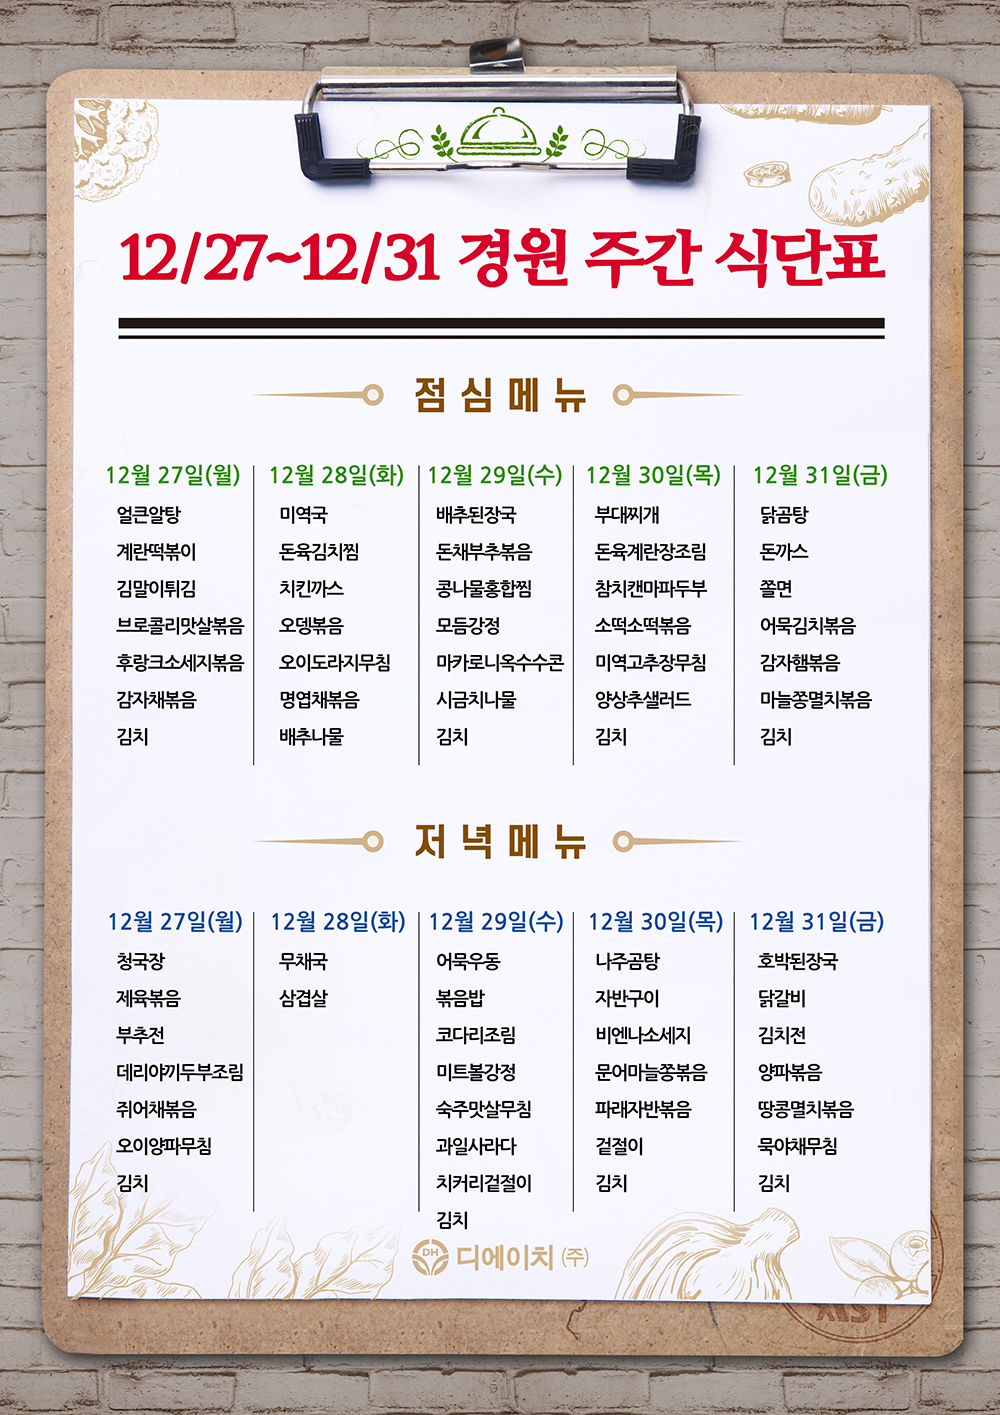 12/27~12/31 경원 주간 식단표
점심메뉴
12월 27일(월)
얼큰알탕
계란떡볶이
김말이튀김
브로콜리맛살볶음
후랑크소세지볶음
감자채볶음
김치
12월 28일(화)
미역국
돈육김치찜
치킨까스
오뎅볶음
오이도라지무침
명엽채볶음
배추나물
12월 29일(수)
배추된장국
돈채부추볶음
콩나물홍합찜
모듬강정
마카로니옥수수콘
시금치나물
김치
12월 30일(목)
부대찌개
돈육계란장조림
참치캔마파두부
소떡소떡볶음
미역고추장무침
양상추샐러드
김치
12월 31일(금)
닭곰탕
돈까스
쫄면
어묵김치볶음
감자햄볶음
마늘쫑멸치볶음
김치
저녁메뉴
12월 27일(월)
청국장
제육볶음
부추전
데리야끼두부조림
쥐어채볶음
오이양파무침
김치
12월 28일(화)
무채국
삼겹살
12월 29일(수)
어묵우동
볶음밥
코다리조림
미트볼강정
숙주맛살무침
과일사라다
치커리겉절이
김치
12월 30일(목)
나주곰탕
자반구이
비엔나소세지
문어마늘쫑볶음
파래자반볶음
겉절이
김치
12월 31일(금)
호박된장국
닭갈비
김치전
양파볶음
땅콩멸치볶음
묵야채무침
김치
DH 디에이치(주)